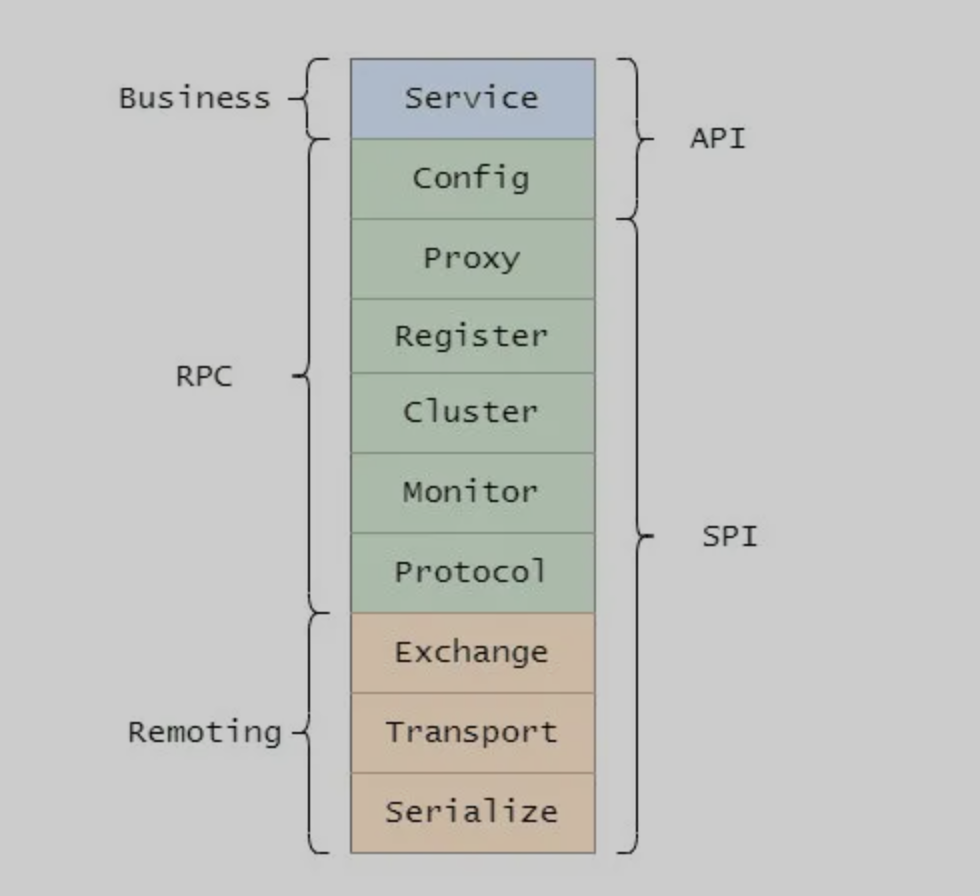 Business
Service
API
Config
Proxy
Register
RPC
Cluster
Monitor
SPI
Protocol
Exchange
Remoting
Transport
Serialize